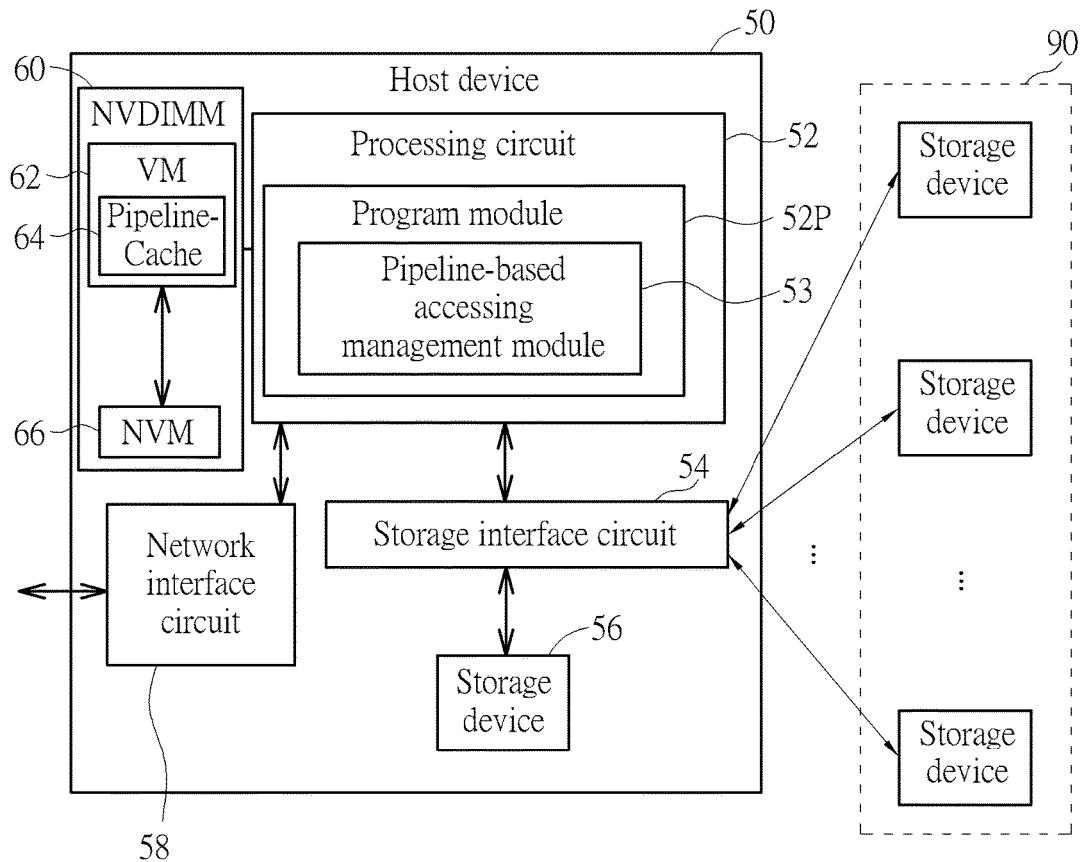 50
90
60
Host device
NVDIMM
Processing circuit
52
Storage
device
62
VM
Pipeline-
Cache
64
Program module
52P
Pipeline-based
accessing
management module
53
Storage
device
66
NVM
54
Storage interface circuit
Network
interface
circuit
...
...
56
Storage
device
Storage
device
58